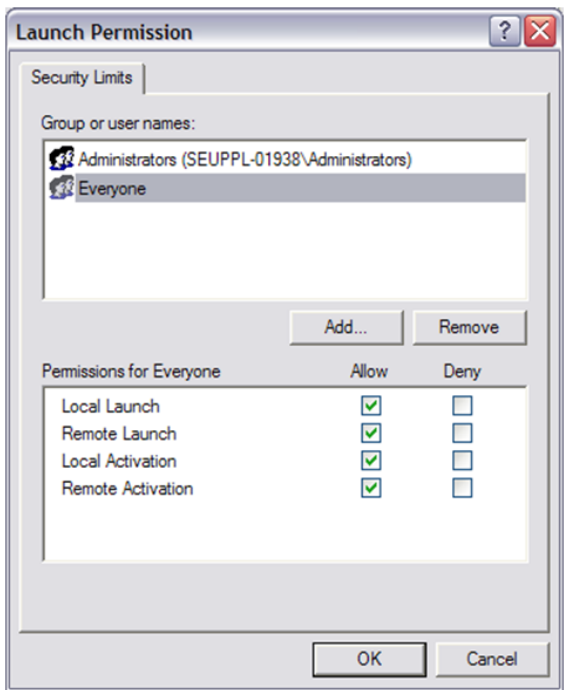 Launch Permission
Security Limits
Group or user names:
Administrators (SEUPPL-01938\Administrators)
Everyone
Add... Remove
Permissions for Everyone Allow Deny
Local Launch
Remote Launch
Local Activation
Remote Activation
OK Cancel